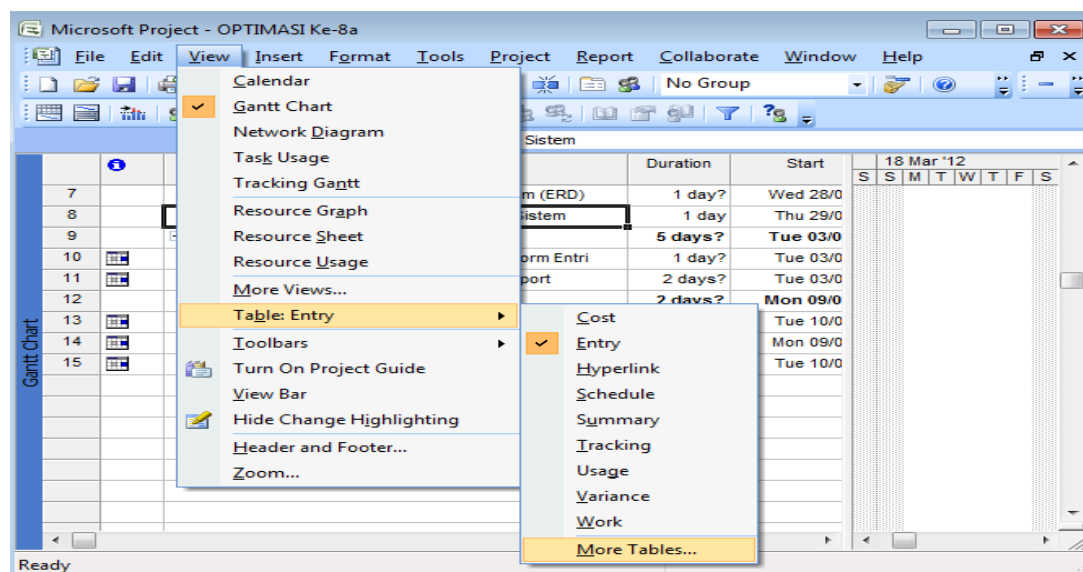 Microsoft Project - OPTIMASI Ke-8a
File Edit View Insert Format Tools Project Report Collaborate Window Help
No Group
Sistem
Duration Start 18 Mar '12
S S M T W T F S
Calendar
Gantt Chart
Network Diagram
Task Usage
Tracking Gantt
Resource Graph
Resource Sheet
Resource Usage
More Views...
Table: Entry
Toolbars
Turn On Project Guide
View Bar
Hide Change Highlighting
Header and Footer...
Zoom...
7 m (ERD) 1 day? Wed 28/0
8 istem 1 day Thu 29/0
9 5 days? Tue 03/0
10 orm Entri 1 day? Tue 03/0
11 port 2 days? Tue 03/0
12 2 days? Mon 09/0
13 Tue 10/0
14 Mon 09/0
15 Tue 10/0
Cost
Entry
Hyperlink
Schedule
Summary
Tracking
Usage
Variance
Work
More Tables...
Gantt Chart
Ready